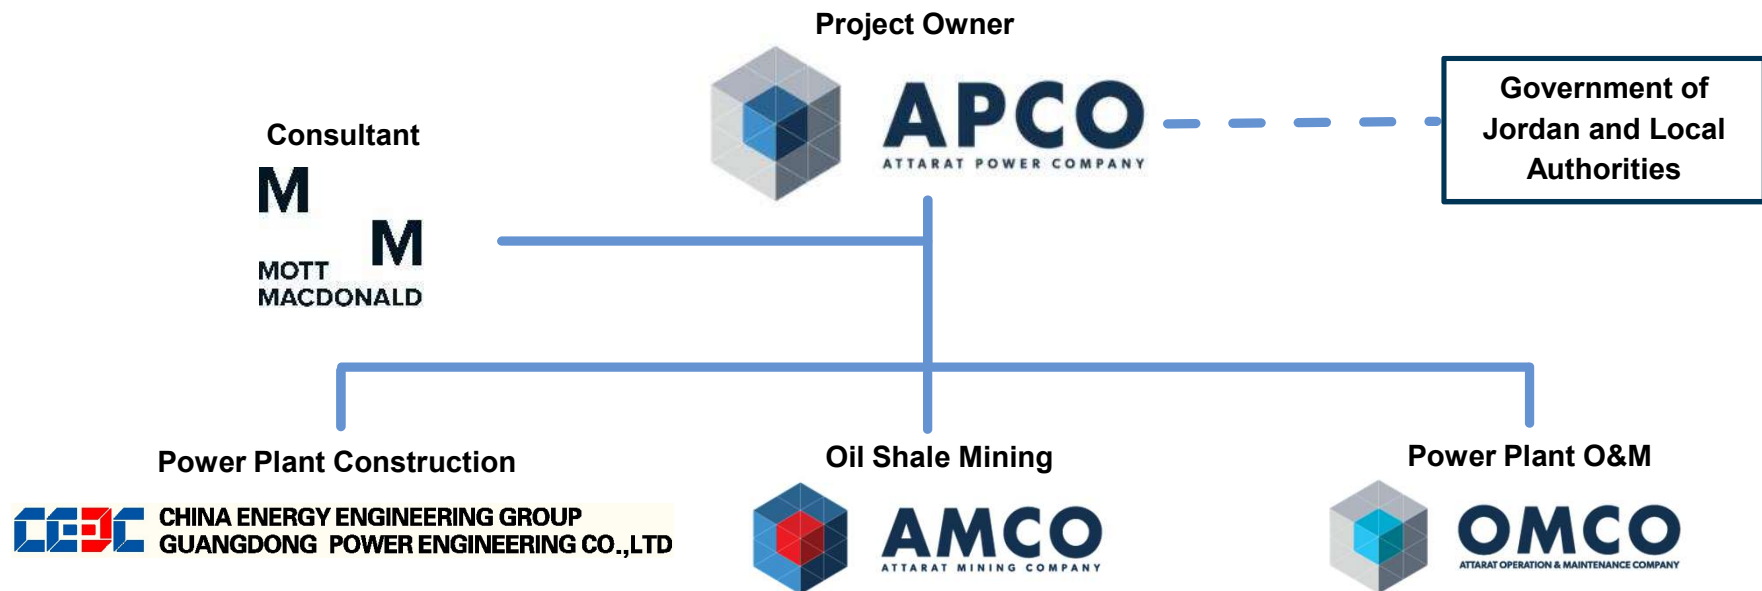 Project Owner
APCO
ATTARAT POWER COMPANY
Government of
Jordan and Local
Authorities
Consultant
M
M
MOTT
MACDONALD
Power Plant Construction
CEEC
CHINA ENERGY ENGINEERING GROUP
GUANGDONG POWER ENGINEERING CO.,LTD
Oil Shale Mining
AMCO
ATTARAT MINING COMPANY
Power Plant O&M
OMCO
ATTARAT OPERATION & MAINTENANCE COMPANY